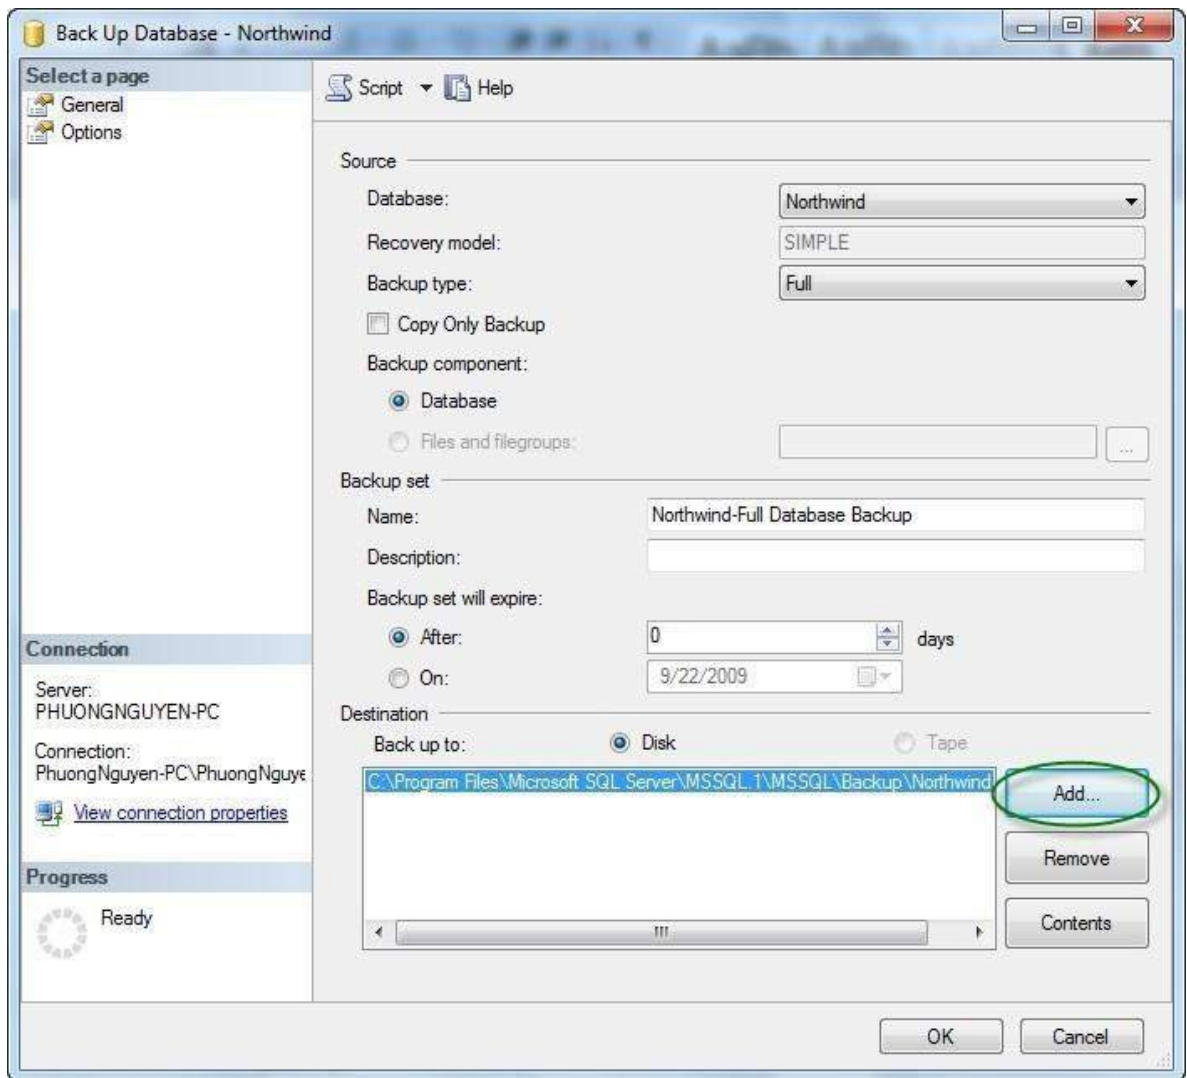 Back Up Database - Northwind
Select a page
General
Options
Script Help
Source
Database: Northwind
Recovery model: SIMPLE
Backup type: Full
Copy Only Backup
Backup component:
Database
Files and filegroups: ...
Backup set
Name: Northwind-Full Database Backup
Description:
Backup set will expire:
After: 0 days
On: 9/22/2009
Destination
Back up to: Disk Tape
C:\Program Files\Microsoft SQL Server\MSSQL.1\MSSQL\Backup\Northwind
Add...
Remove
Contents
Connection
Server:
PHUONGNGUYEN-PC
Connection:
PhuongNguyen-PC\PhuongNguye
View connection properties
Progress
Ready
OK Cancel